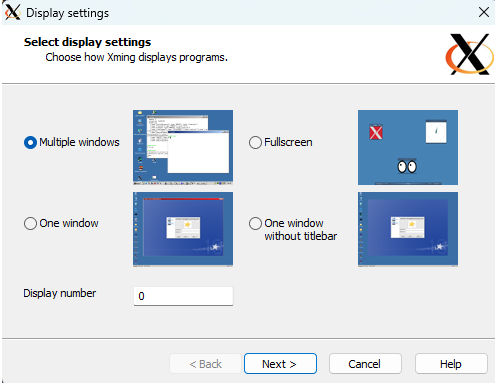 Display settings
Select display settings
Choose how Xming displays programs.
Multiple windows
Fullscreen
One window
One window
without titlebar
Display number
0
< Back
Next >
Cancel
Help